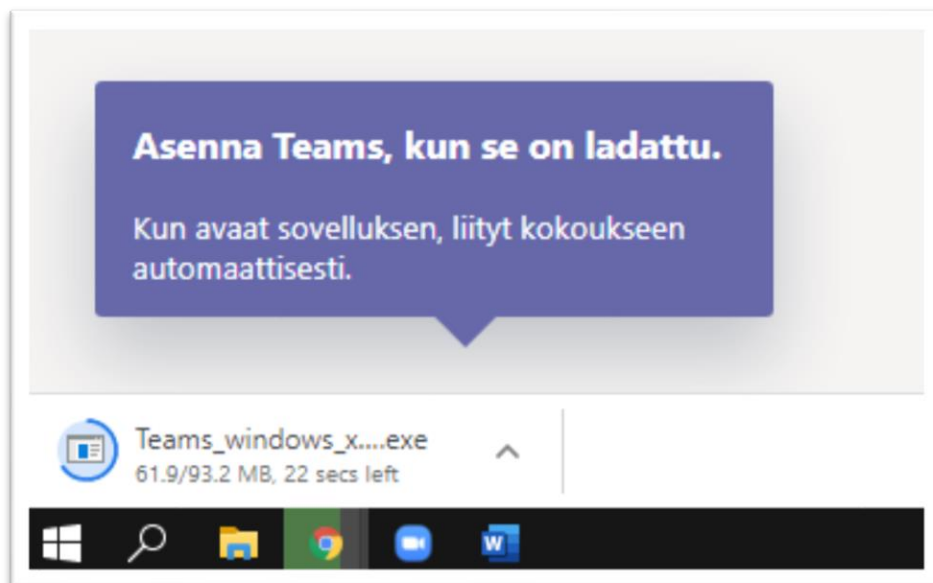 Asenna Teams, kun se on ladattu.
Kun avaat sovelluksen, liityt kokoukseen
automaattisesti.
Teams_windows_x....exe
61.9/93.2 MB, 22 secs left
W